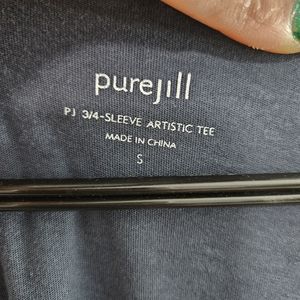 purejill
PJ 3/4-SLEEVE ARTISTIC TEE
MADE IN CHINA
S